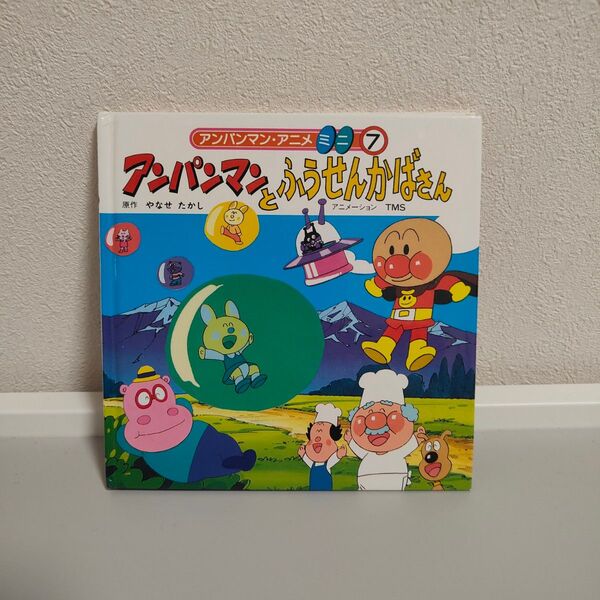 アンパンマン・アニメ ミニ 7
アンパンマンとふうせんかばさん
原作 やなせ たかし
アニメーション TMS